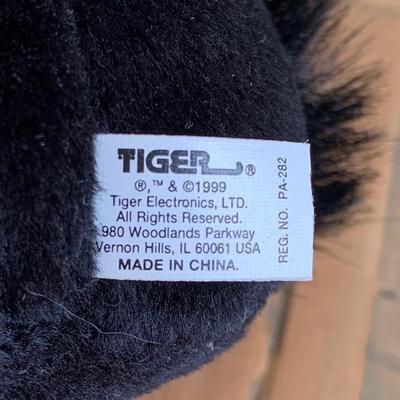 TIGER®
®,™ & ©1999
Tiger Electronics, LTD.
All Rights Reserved.
980 Woodlands Parkway
Vernon Hills, IL 60061 USA
MADE IN CHINA.
REG. NO. PA-282